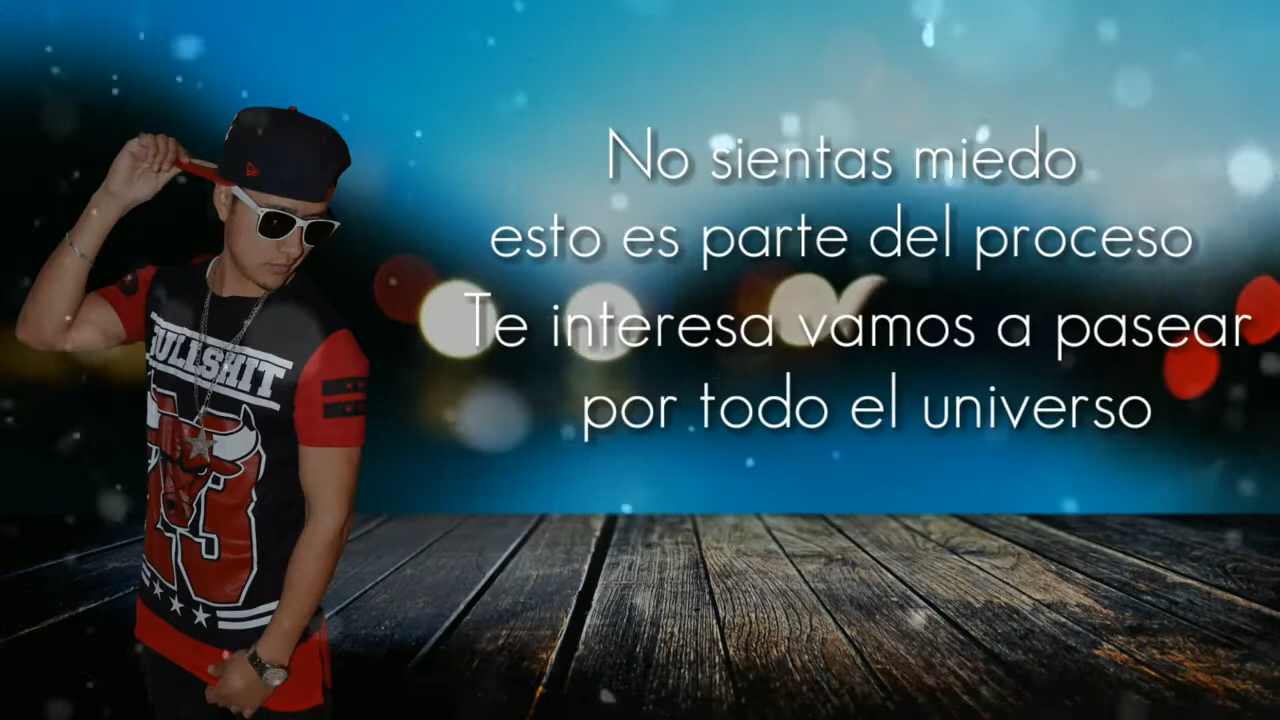 No sientas miedo
esto es parte del proceso
Te interesa vamos a pasear
por todo el universo
BULLSHIT